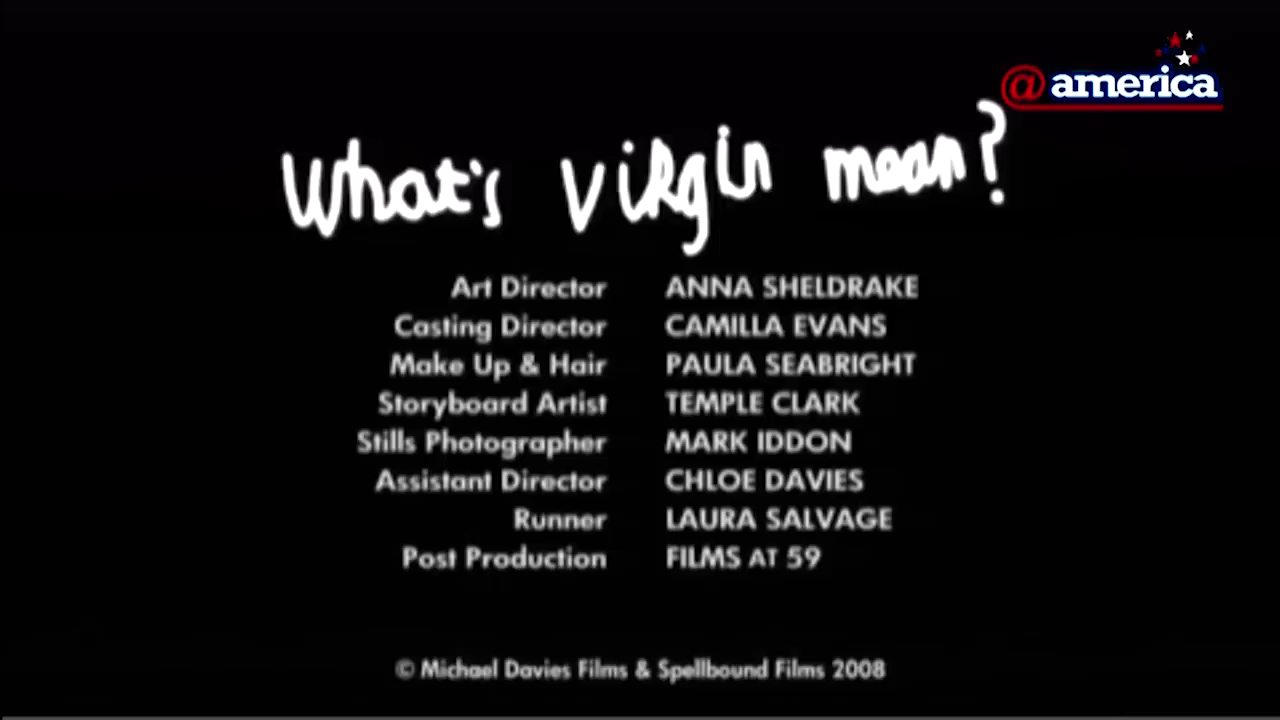 @america
What's virgin mean?
Art Director ANNA SHELDRAKE
Casting Director CAMILLA EVANS
Make Up & Hair PAULA SEABRIGHT
Storyboard Artist TEMPLE CLARK
Stills Photographer MARK IDDON
Assistant Director CHLOE DAVIES
Runner LAURA SALVAGE
Post Production FILMS AT 59
© Michael Davies Films & Spellbound Films 2008